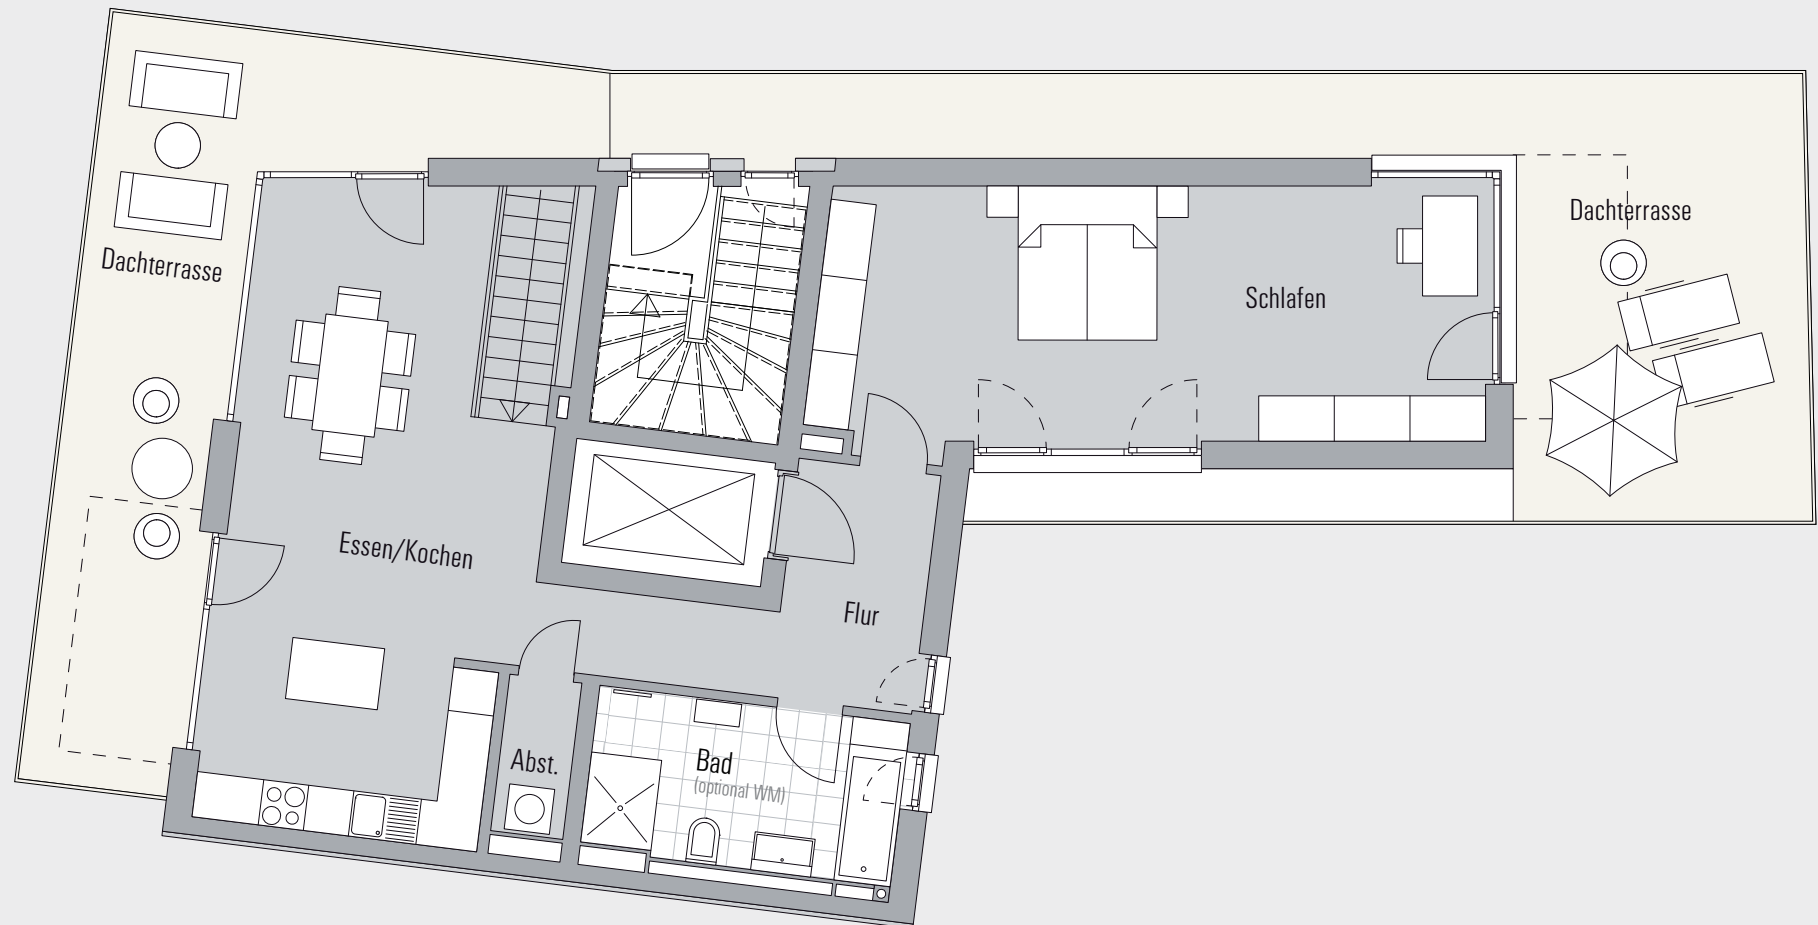 Dachterrasse
Dachterrasse
Schlafen
Essen/Kochen
Flur
Abst.
Bad
(optional WM)